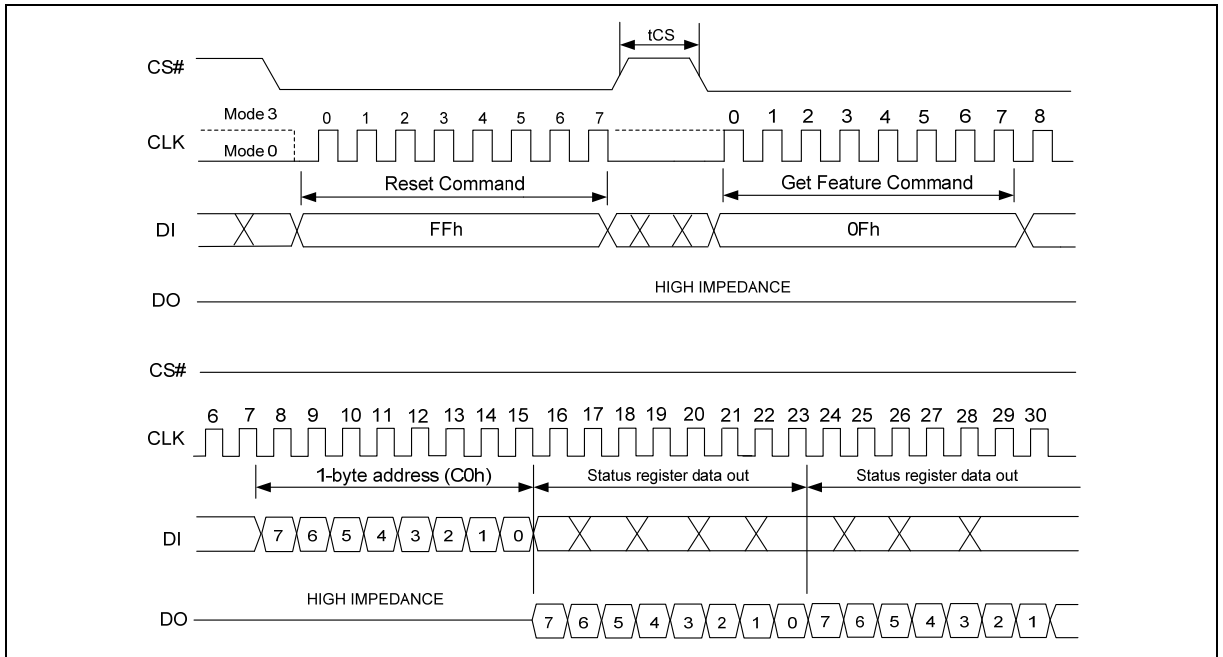 tCS
CS#
Mode 3
0 1 2 3 4 5 6 7
0 1 2 3 4 5 6 7 8
CLK
Mode 0
Reset Command
Get Feature Command
DI
FFh
0Fh
HIGH IMPEDANCE
DO
CS#
6 7 8 9 10 11 12 13 14 15 16 17 18 19 20 21 22 23 24 25 26 27 28 29 30
CLK
1-byte address (C0h)
Status register data out
Status register data out
DI
7 6 5 4 3 2 1 0
HIGH IMPEDANCE
DO
7 6 5 4 3 2 1 0 7 6 5 4 3 2 1